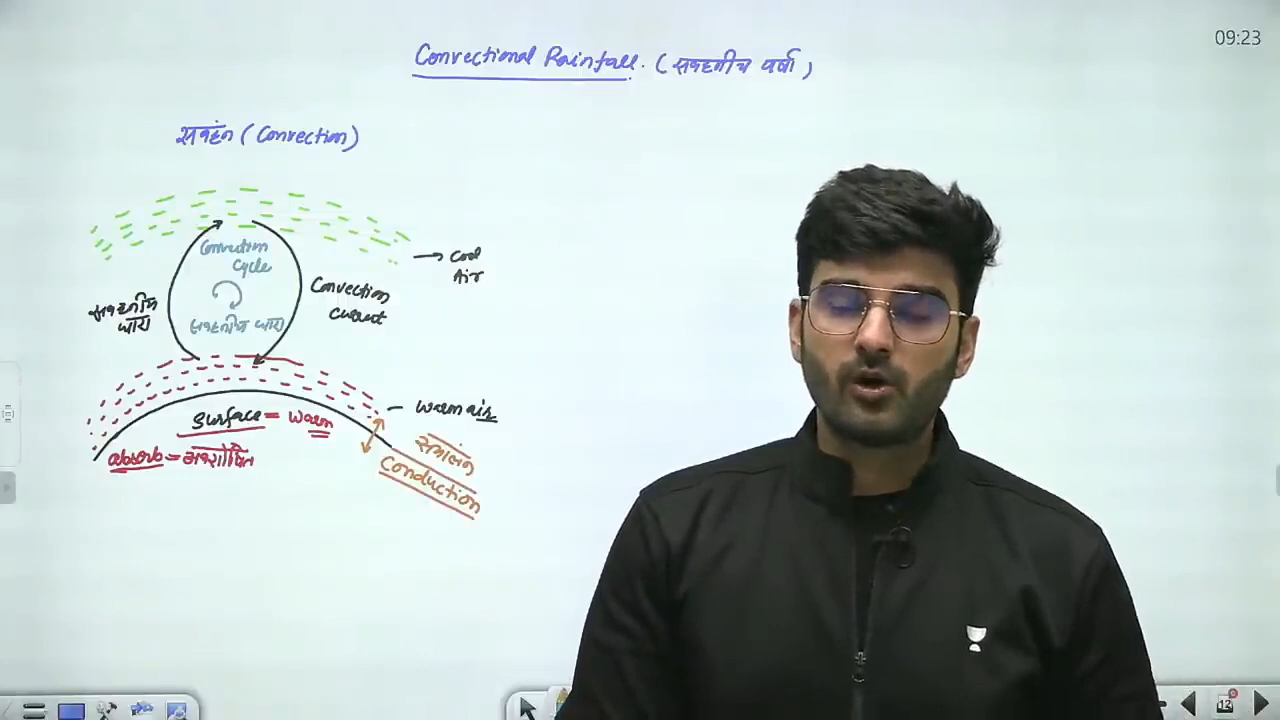 09:23
Convectional Rainfall. (संवहनीय वर्षा)
संवहन (Convection)
Convection
Cycle
संवहनीय धारा
Cool
Air
संवहनीय
धारा
Convection
current
warm air
Surface = warm
absorb = अवशोषित
संचालन
Conduction
12